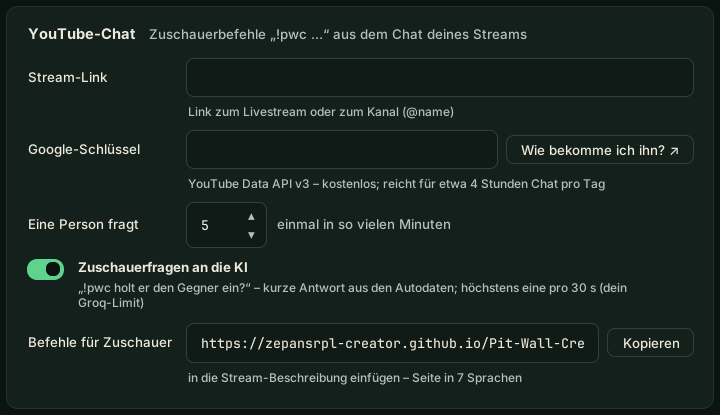 YouTube-Chat Zuschauerbefehle „!pwc …“ aus dem Chat deines Streams
Stream-Link
Link zum Livestream oder zum Kanal (@name)
Google-Schlüssel
Wie bekomme ich ihn? ↗
YouTube Data API v3 – kostenlos; reicht für etwa 4 Stunden Chat pro Tag
Eine Person fragt 5 einmal in so vielen Minuten
Zuschauerfragen an die KI
„!pwc holt er den Gegner ein?“ – kurze Antwort aus den Autodaten; höchstens eine pro 30 s (dein
Groq-Limit)
Befehle für Zuschauer https://zepansrpl-creator.github.io/Pit-Wall-Cre Kopieren
in die Stream-Beschreibung einfügen – Seite in 7 Sprachen